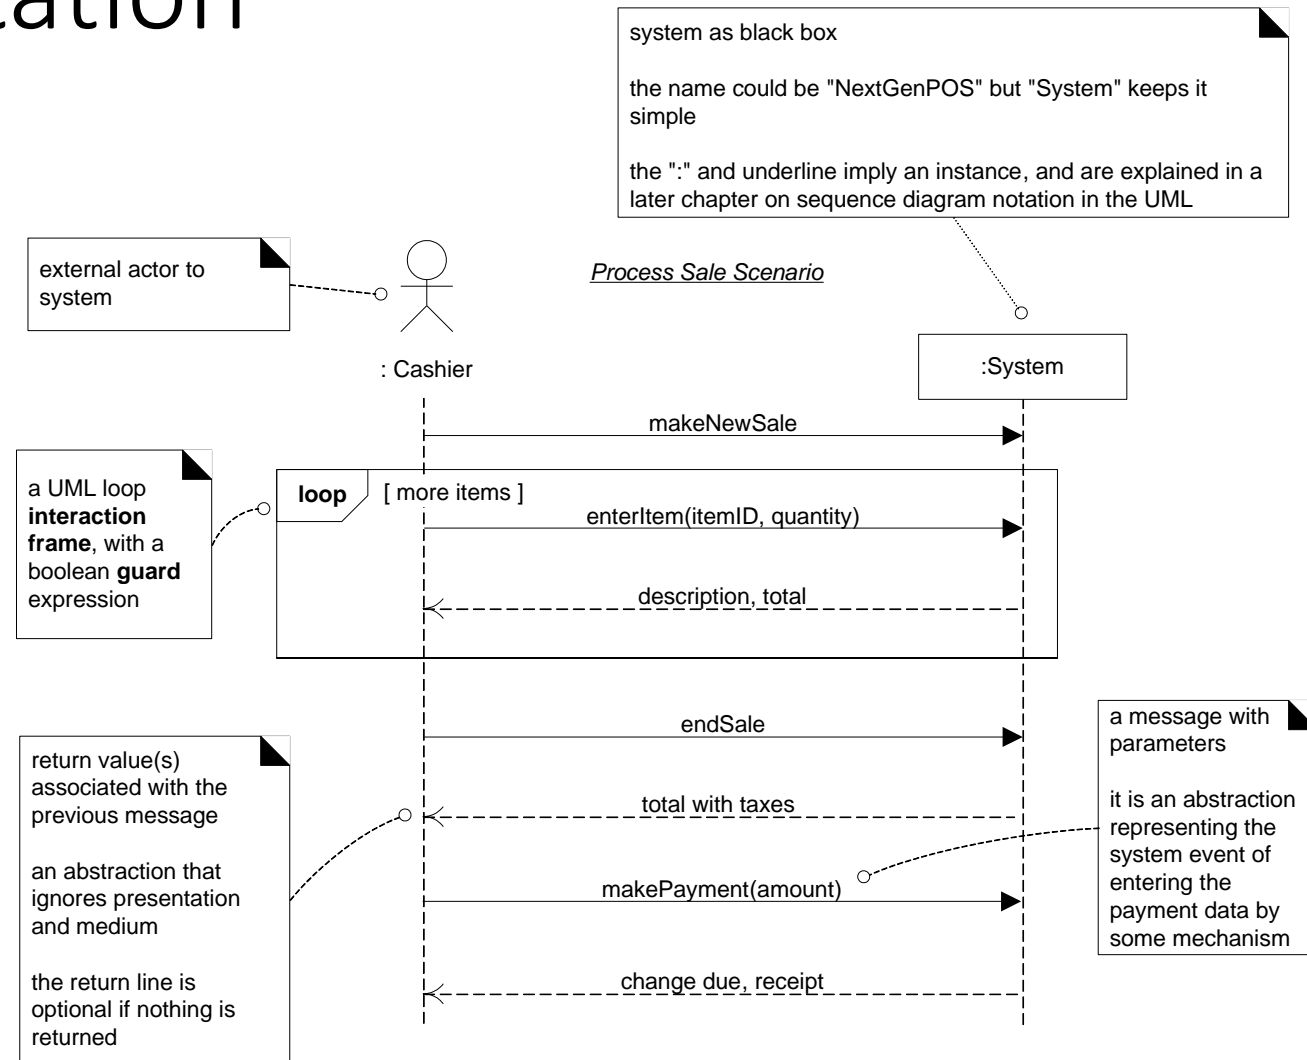 system as black box
the name could be "NextGenPOS" but "System" keeps it
simple
the ":" and underline imply an instance, and are explained in a
later chapter on sequence diagram notation in the UML
external actor to
system
Process Sale Scenario
: Cashier
:System
makeNewSale
a UML loop
interaction
frame, with a
boolean guard
expression
loop
[ more items ]
enterItem(itemID, quantity)
description, total
endSale
a message with
parameters
it is an abstraction
representing the
system event of
entering the
payment data by
some mechanism
return value(s)
associated with the
previous message
an abstraction that
ignores presentation
and medium
the return line is
optional if nothing is
returned
total with taxes
makePayment(amount)
change due, receipt